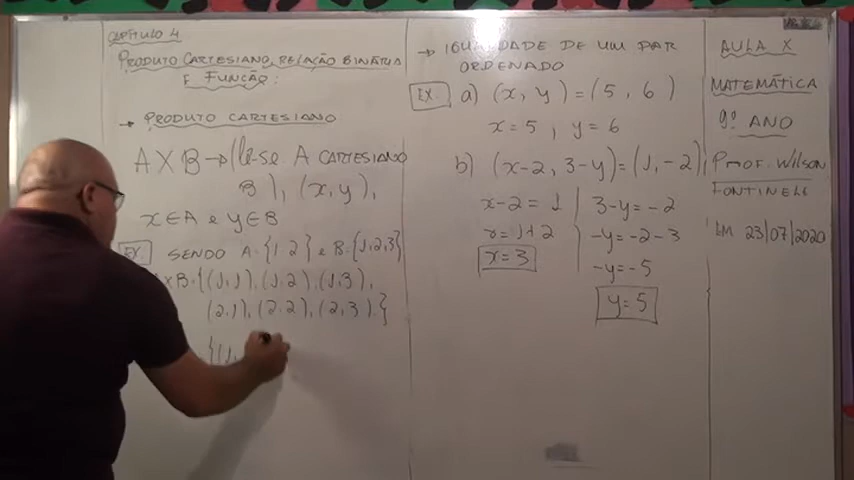 CAPÍTULO 4
PRODUTO CARTESIANO, RELAÇÃO BINÁRIA
E FUNÇÃO:
→ PRODUTO CARTESIANO
A X B → (lê-se. A CARTESIANO
B), (x, y),
x ∈ A e y ∈ B
EX. SENDO A = {1, 2} e B = {1, 2, 3}
A x B = {(1, 1), (1, 2), (1, 3),
(2, 1), (2, 2), (2, 3).}
{(1,
→ IGUALDADE DE UM PAR
ORDENADO
EX. a) (x, y) = (5, 6)
x = 5, y = 6
b) (x-2, 3-y) = (1, -2)
x-2 = 1
x = 1+2
x = 3
3-y = -2
-y = -2-3
-y = -5
y = 5
AULA X
MATEMÁTICA
9º ANO
PROF. WILSON
FONTINELE
EM 23/07/2020